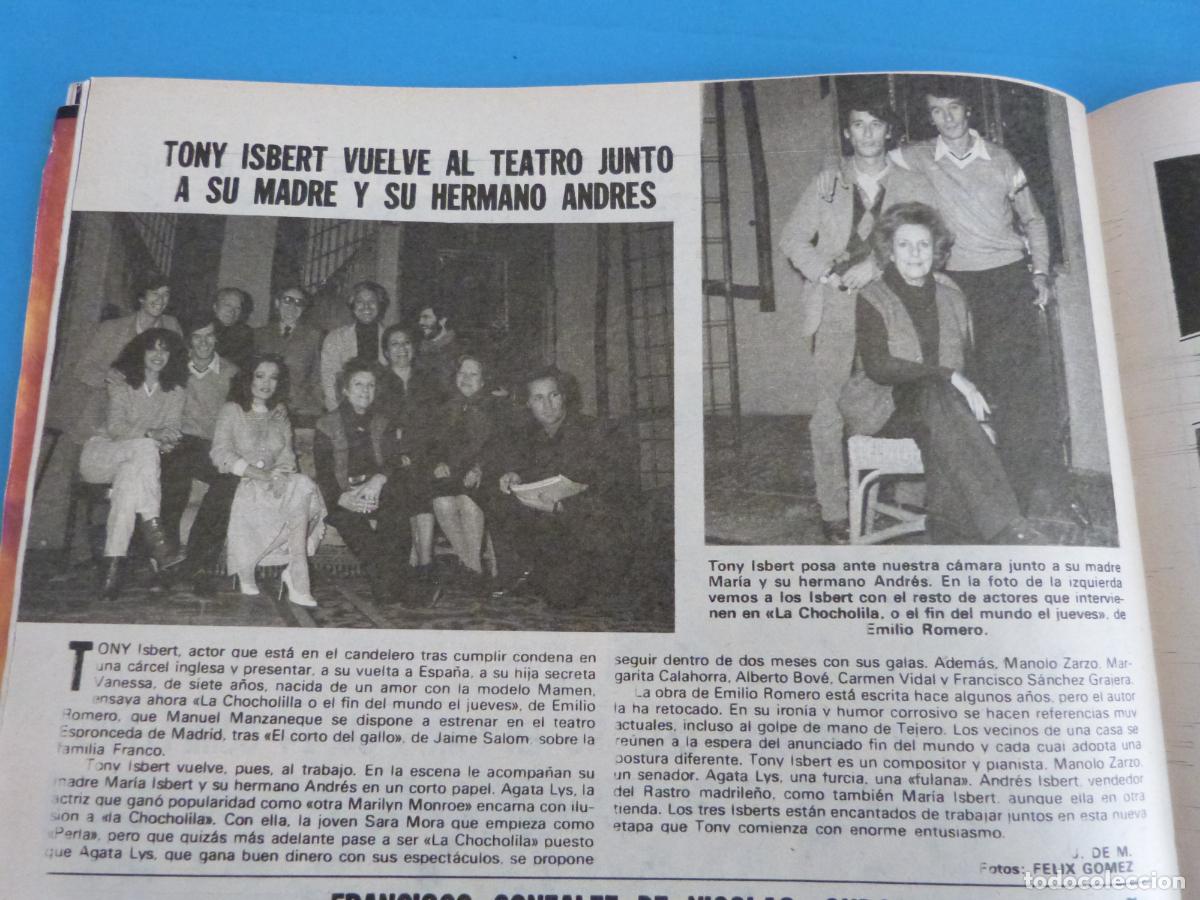 TONY ISBERT VUELVE AL TEATRO JUNTO
A SU MADRE Y SU HERMANO ANDRES
Tony Isbert posa ante nuestra cámara junto a su madre
María y su hermano Andrés. En la foto de la izquierda
vemos a los Isbert con el resto de actores que intervie-
nen en «La Chocholila, o el fin del mundo el jueves», de
Emilio Romero.
TONY Isbert, actor que está en el candelero tras cumplir condena en
una cárcel inglesa y presentar, a su vuelta a España, a su hija secreta
Vanessa, de siete años, nacida de un amor con la modelo Mamen,
ensaya ahora «La Chocholilla o el fin del mundo el jueves», de Emilio
Romero, que Manuel Manzaneque se dispone a estrenar en el teatro
Espronceda de Madrid, tras «El corto del gallo», de Jaime Salom, sobre la
familia Franco.
Tony Isbert vuelve, pues, al trabajo. En la escena le acompañan su
madre María Isbert y su hermano Andrés en un corto papel. Agata Lys, la
actriz que ganó popularidad como «otra Marilyn Monroe» encarna con ilu-
sión a «la Chocholila». Con ella, la joven Sara Mora que empieza como
«Perla», pero que quizás más adelante pase a ser «La Chocholila» puesto
que Agata Lys, que gana buen dinero con sus espectáculos, se propone
seguir dentro de dos meses con sus galas. Además, Manolo Zarzo, Mar-
garita Calahorra, Alberto Bové, Carmen Vidal y Francisco Sánchez Grajera.
La obra de Emilio Romero está escrita hace algunos años, pero el autor
la ha retocado. En su ironía y humor corrosivo se hacen referencias muy
actuales, incluso al golpe de mano de Tejero. Los vecinos de una casa se
reúnen a la espera del anunciado fin del mundo y cada cual adopta una
postura diferente. Tony Isbert es un compositor y pianista. Manolo Zarzo,
un senador. Agata Lys, una furcia, una «fulana». Andrés Isbert, vendedor
del Rastro madrileño, como también María Isbert, aunque ella en otra
tienda. Los tres Isberts están encantados de trabajar juntos en esta nueva
etapa que Tony comienza con enorme entusiasmo.
J. DE M.
Fotos: FELIX GOMEZ
todocoleccion